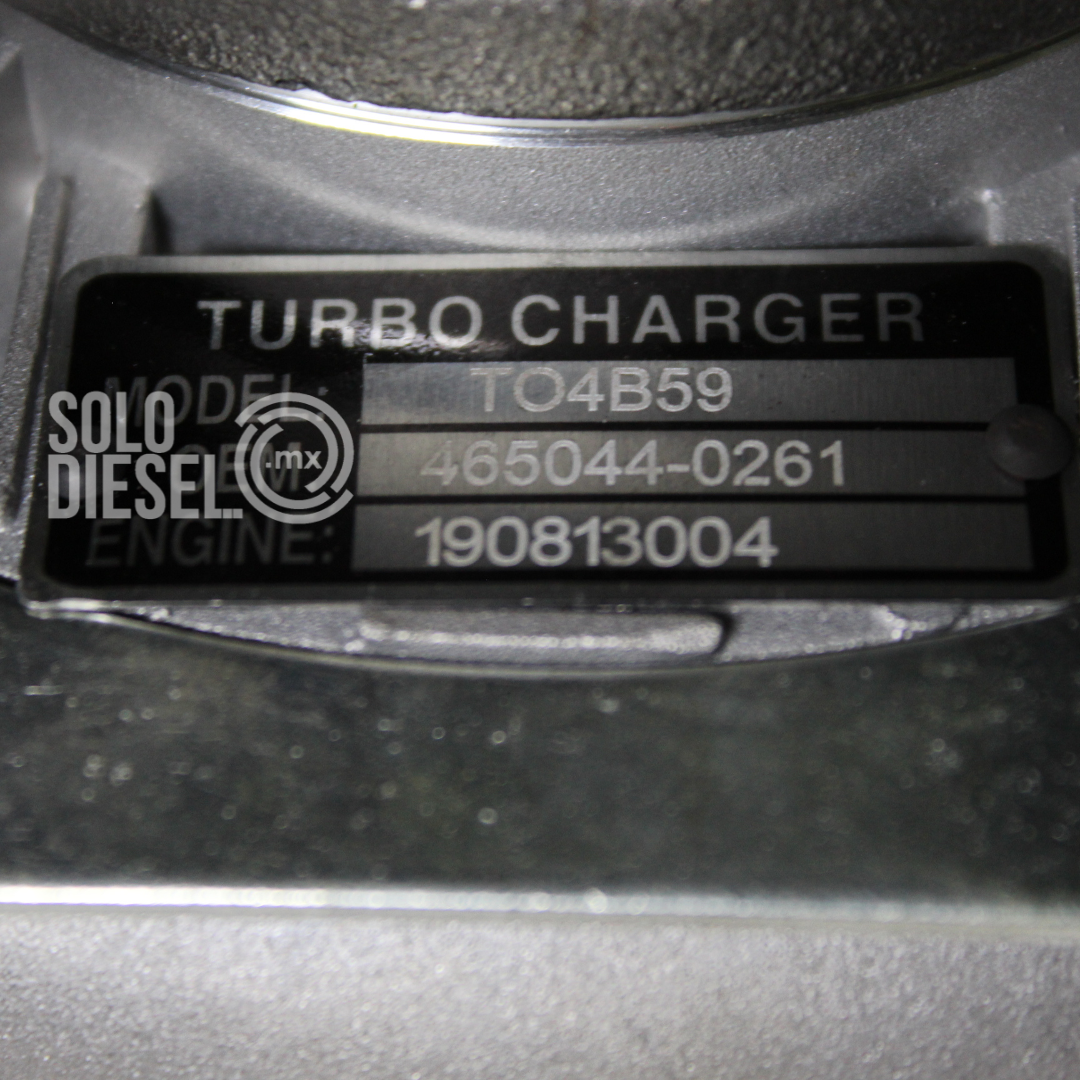 TURBO CHARGER
MODEL: TO4B59
OEM: 465044-0261
ENGINE: 190813004
SOLO
DIESEL..
.mx